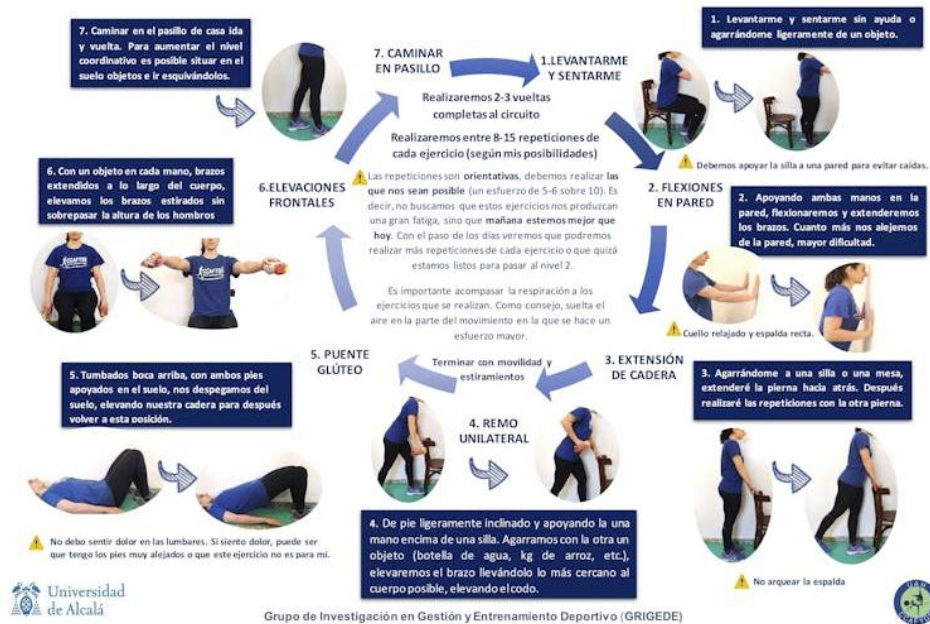 7. Caminar en el pasillo de casa ida
y vuelta. Para aumentar el nivel
coordinativo es posible situar en el
suelo objetos e ir esquivándolos.
7. CAMINAR
EN PASILLO
1.LEVANTARME
Y SENTARME
1. Levantarme y sentarme sin ayuda o
agarrándome ligeramente de un objeto.
Debemos apoyar la silla a una pared para evitar caídas.
Realizaremos 2-3 vueltas
completas al circuito
Realizaremos entre 8-15 repeticiones de
cada ejercicio (según mis posibilidades)
Las repeticiones son orientativas, debemos realizar las
que nos sean posible (un esfuerzo de 5-6 sobre 10). Es
decir, no buscamos que estos ejercicios nos produzcan
una gran fatiga, sino que mañana estemos mejor que
hoy. Con el paso de los días veremos que podremos
realizar más repeticiones de cada ejercicio o que quizá
estamos listos para pasar al nivel 2.
Es importante acompasar la respiración a los
ejercicios que se realizan. Como consejo, suelta el
aire en la parte del movimiento en la que se hace un
esfuerzo mayor.
Terminar con movilidad y
estiramientos
6. Con un objeto en cada mano, brazos
extendidos a lo largo del cuerpo,
elevamos los brazos estirados sin
sobrepasar la altura de los hombros
6.ELEVACIONES
FRONTALES
2. FLEXIONES
EN PARED
2. Apoyando ambas manos en la
pared, flexionaremos y extenderemos
los brazos. Cuanto más nos alejemos
de la pared, mayor dificultad.
Cuello relajado y espalda recta.
5. PUENTE
GLÚTEO
5. Tumbados boca arriba, con ambos pies
apoyados en el suelo, nos despegamos del
suelo, elevando nuestra cadera para después
volver a esta posición.
No debo sentir dolor en las lumbares. Si siento dolor, puede ser
que tengo los pies muy alejados o que este ejercicio no es para mí.
3. EXTENSIÓN
DE CADERA
3. Agarrándome a una silla o una mesa,
extenderé la pierna hacia atrás. Después
realizaré las repeticiones con la otra pierna.
No arquear la espalda
4. REMO
UNILATERAL
4. De pie ligeramente inclinado y apoyando la una
mano encima de una silla. Agarramos con la otra un
objeto (botella de agua, kg de arroz, etc.),
elevaremos el brazo llevándolo lo más cercano al
cuerpo posible, elevando el codo.
Universidad
de Alcalá
Grupo de Investigación en Gestión y Entrenamiento Deportivo (GRIGEDE)